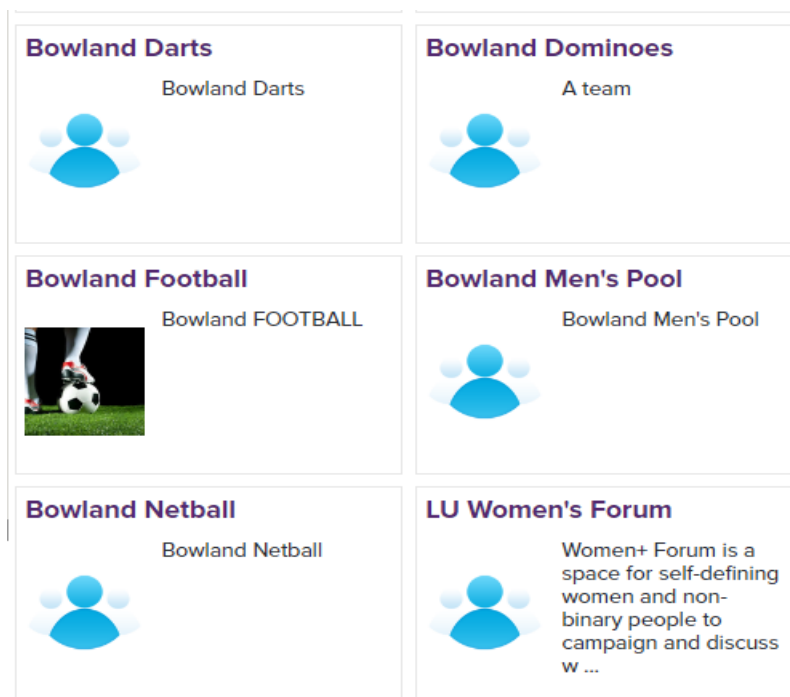 Bowland Darts
Bowland Darts
Bowland Dominoes
A team
Bowland Football
Bowland FOOTBALL
Bowland Men's Pool
Bowland Men's Pool
Bowland Netball
Bowland Netball
LU Women's Forum
Women+ Forum is a
space for self-defining
women and non-
binary people to
campaign and discuss
w ...